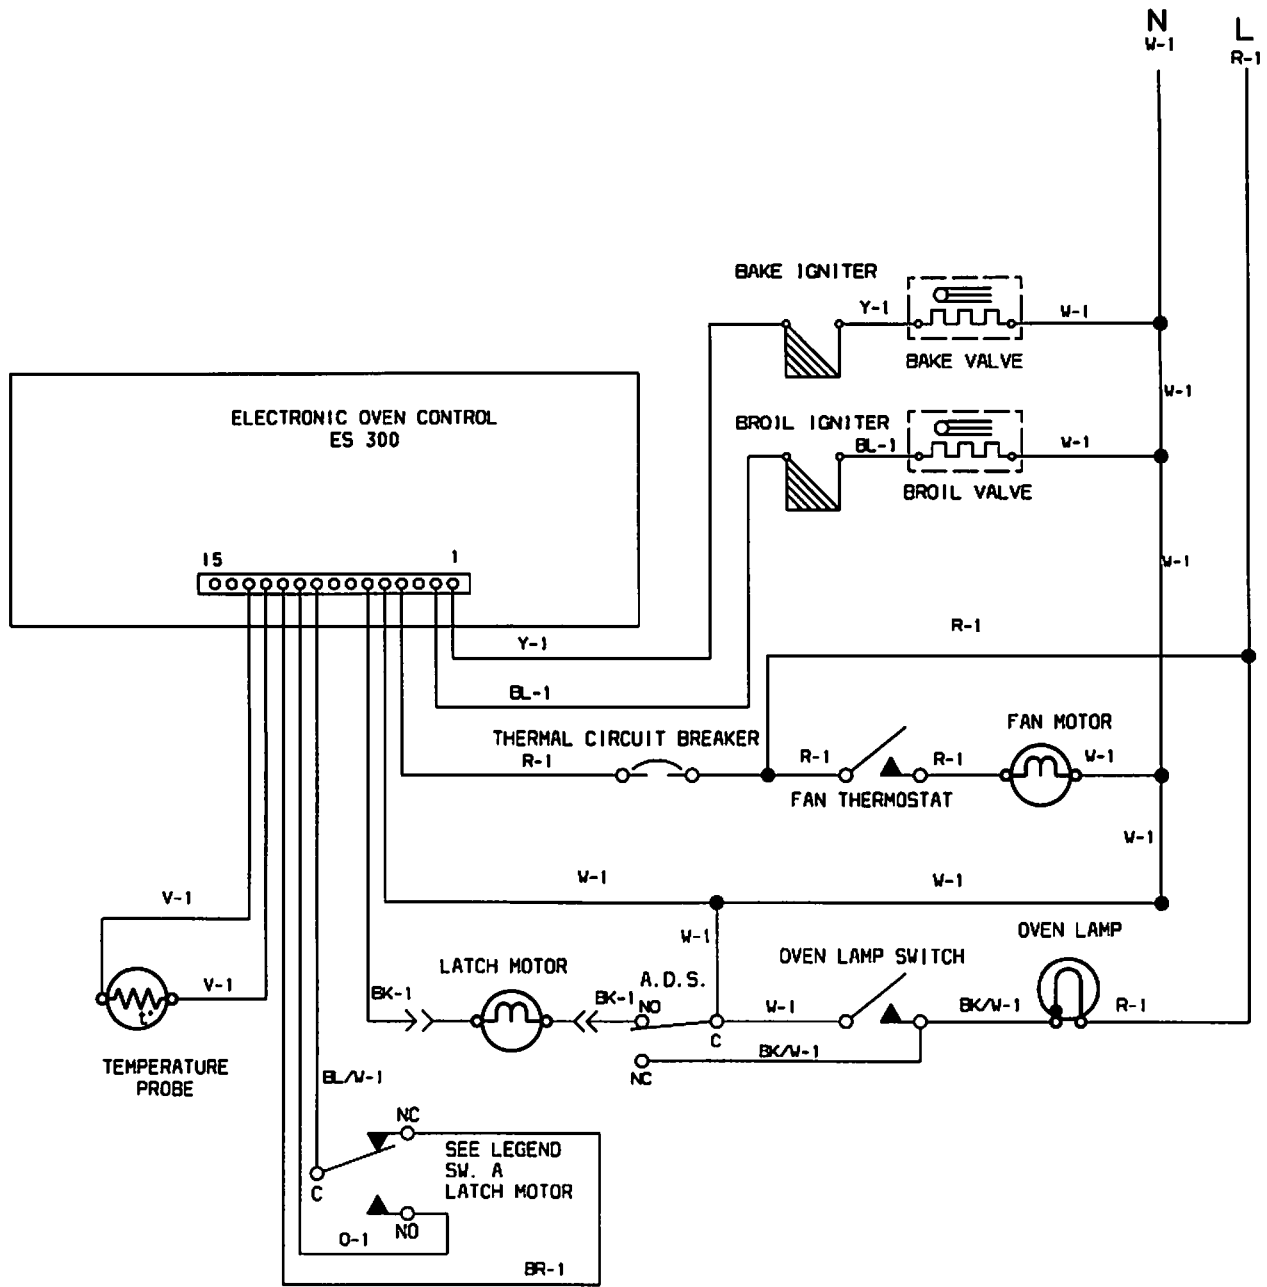 N
W-1
L
R-1
BAKE IGNITER
Y-1
W-1
BAKE VALVE
W-1
ELECTRONIC OVEN CONTROL
ES 300
BROIL IGNITER
BL-1
W-1
BROIL VALVE
15
1
W-1
Y-1
R-1
BL-1
FAN MOTOR
THERMAL CIRCUIT BREAKER
R-1
R-1
R-1
W-1
FAN THERMOSTAT
W-1
W-1
W-1
V-1
W-1
OVEN LAMP
LATCH MOTOR
A.D.S.
OVEN LAMP SWITCH
V-1
BK-1
BK-1
NO
W-1
BK/W-1
R-1
t°
C
BK/W-1
NC
TEMPERATURE
PROBE
BL/W-1
NC
SEE LEGEND
SW. A
LATCH MOTOR
C
NO
O-1
BR-1